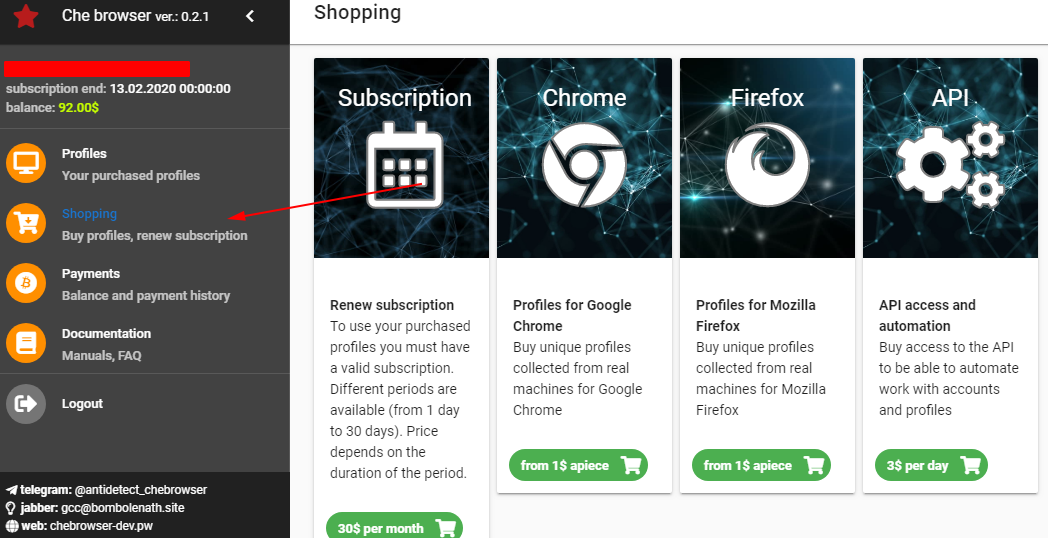 Che browser ver.: 0.2.1
subscription end: 13.02.2020 00:00:00
balance: 92.00$
Profiles
Your purchased profiles
Shopping
Buy profiles, renew subscription
Payments
Balance and payment history
Documentation
Manuals, FAQ
Logout
telegram: @antidetect_chebrowser
jabber: gcc@bombolenath.site
web: chebrowser-dev.pw
Shopping
Subscription
Renew subscription
To use your purchased
profiles you must have
a valid subscription.
Different periods are
available (from 1 day
to 30 days). Price
depends on the
duration of the period.
30$ per month
Chrome
Profiles for Google
Chrome
Buy unique profiles
collected from real
machines for Google
Chrome
from 1$ apiece
Firefox
Profiles for Mozilla
Firefox
Buy unique profiles
collected from real
machines for Mozilla
Firefox
from 1$ apiece
API
API access and
automation
Buy access to the API
to be able to automate
work with accounts
and profiles
3$ per day